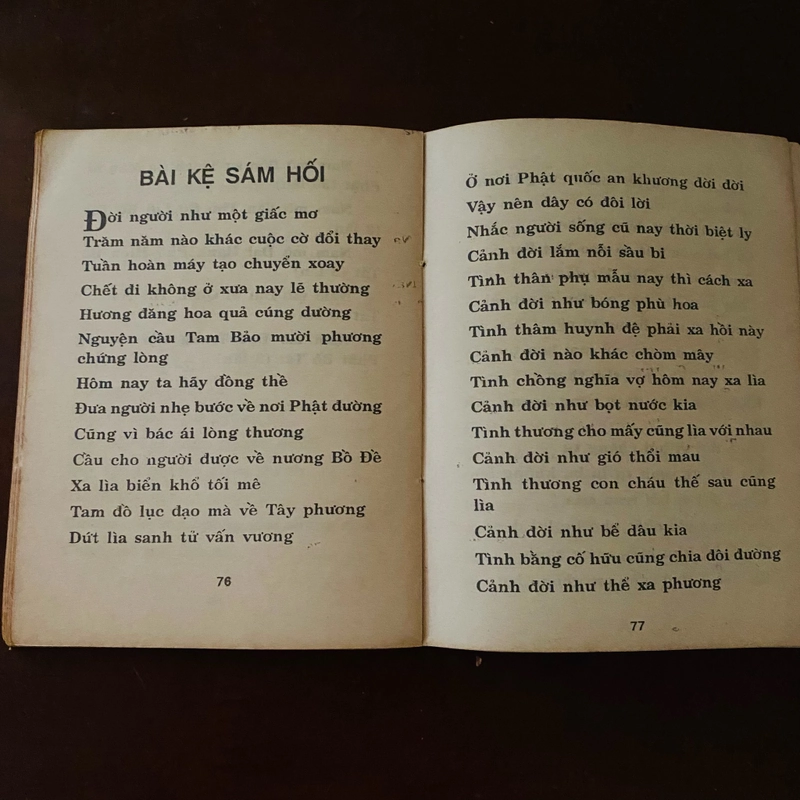 BÀI KỆ SÁM HỐI
Đời người như một giấc mơ
Trăm năm nào khác cuộc cờ đổi thay
Tuần hoàn máy tạo chuyển xoay
Chết đi không ở xưa nay lẽ thường
Hương đăng hoa quả cúng dường
Nguyện cầu Tam Bảo mười phương
chứng lòng
Hôm nay ta hãy đồng thề
Đưa người nhẹ bước về nơi Phật đường
Cũng vì bác ái lòng thương
Cầu cho người được về nương Bồ Đề
Xa lìa biển khổ tối mê
Tam đồ lục đạo mà về Tây phương
Dứt lìa sanh tử vấn vương
76
Ở nơi Phật quốc an khương đời đời
Vậy nên đây có đôi lời
Nhắc người sống cũ nay thời biệt ly
Cảnh đời lắm nỗi sầu bi
Tình thân phụ mẫu nay thì cách xa
Cảnh đời như bóng phù hoa
Tình thâm huynh đệ phải xa hồi này
Cảnh đời nào khác chòm mây
Tình chồng nghĩa vợ hôm nay xa lìa
Cảnh đời như bọt nước kia
Tình thương cho mấy cũng lìa với nhau
Cảnh đời như gió thổi mau
Tình thương con cháu thế sau cũng
lìa
Cảnh đời như bể dâu kia
Tình bằng cố hữu cũng chia đôi đường
Cảnh đời như thể xa phương
77